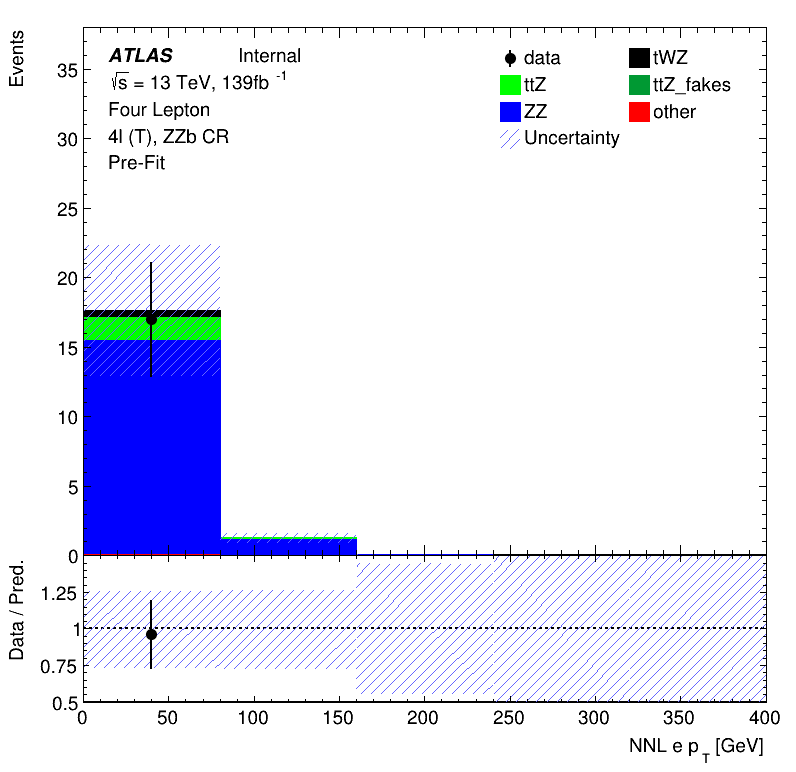 Events
ATLAS Internal
√s = 13 TeV, 139fb -1
Four Lepton
4l (T), ZZb CR
Pre-Fit
data
tWZ
ttZ
ttZ_fakes
ZZ
other
Uncertainty
35
30
25
20
15
10
5
0
Data / Pred.
1.25
1
0.75
0.5
0 50 100 150 200 250 300 350 400
NNL e p T [GeV]